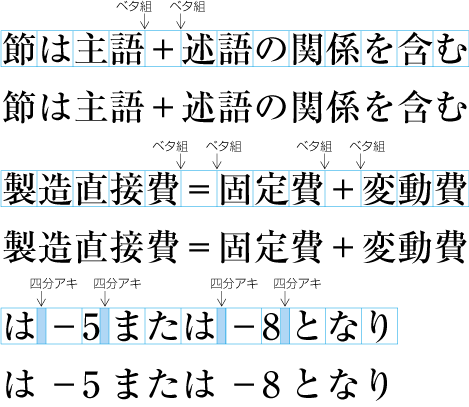 ベタ組 ベタ組
節は主語＋述語の関係を含む
節は主語＋述語の関係を含む
ベタ組 ベタ組 ベタ組 ベタ組
製造直接費＝固定費＋変動費
製造直接費＝固定費＋変動費
四分アキ 四分アキ 四分アキ 四分アキ
は −5 または −8 となり
は −5 または −8 となり